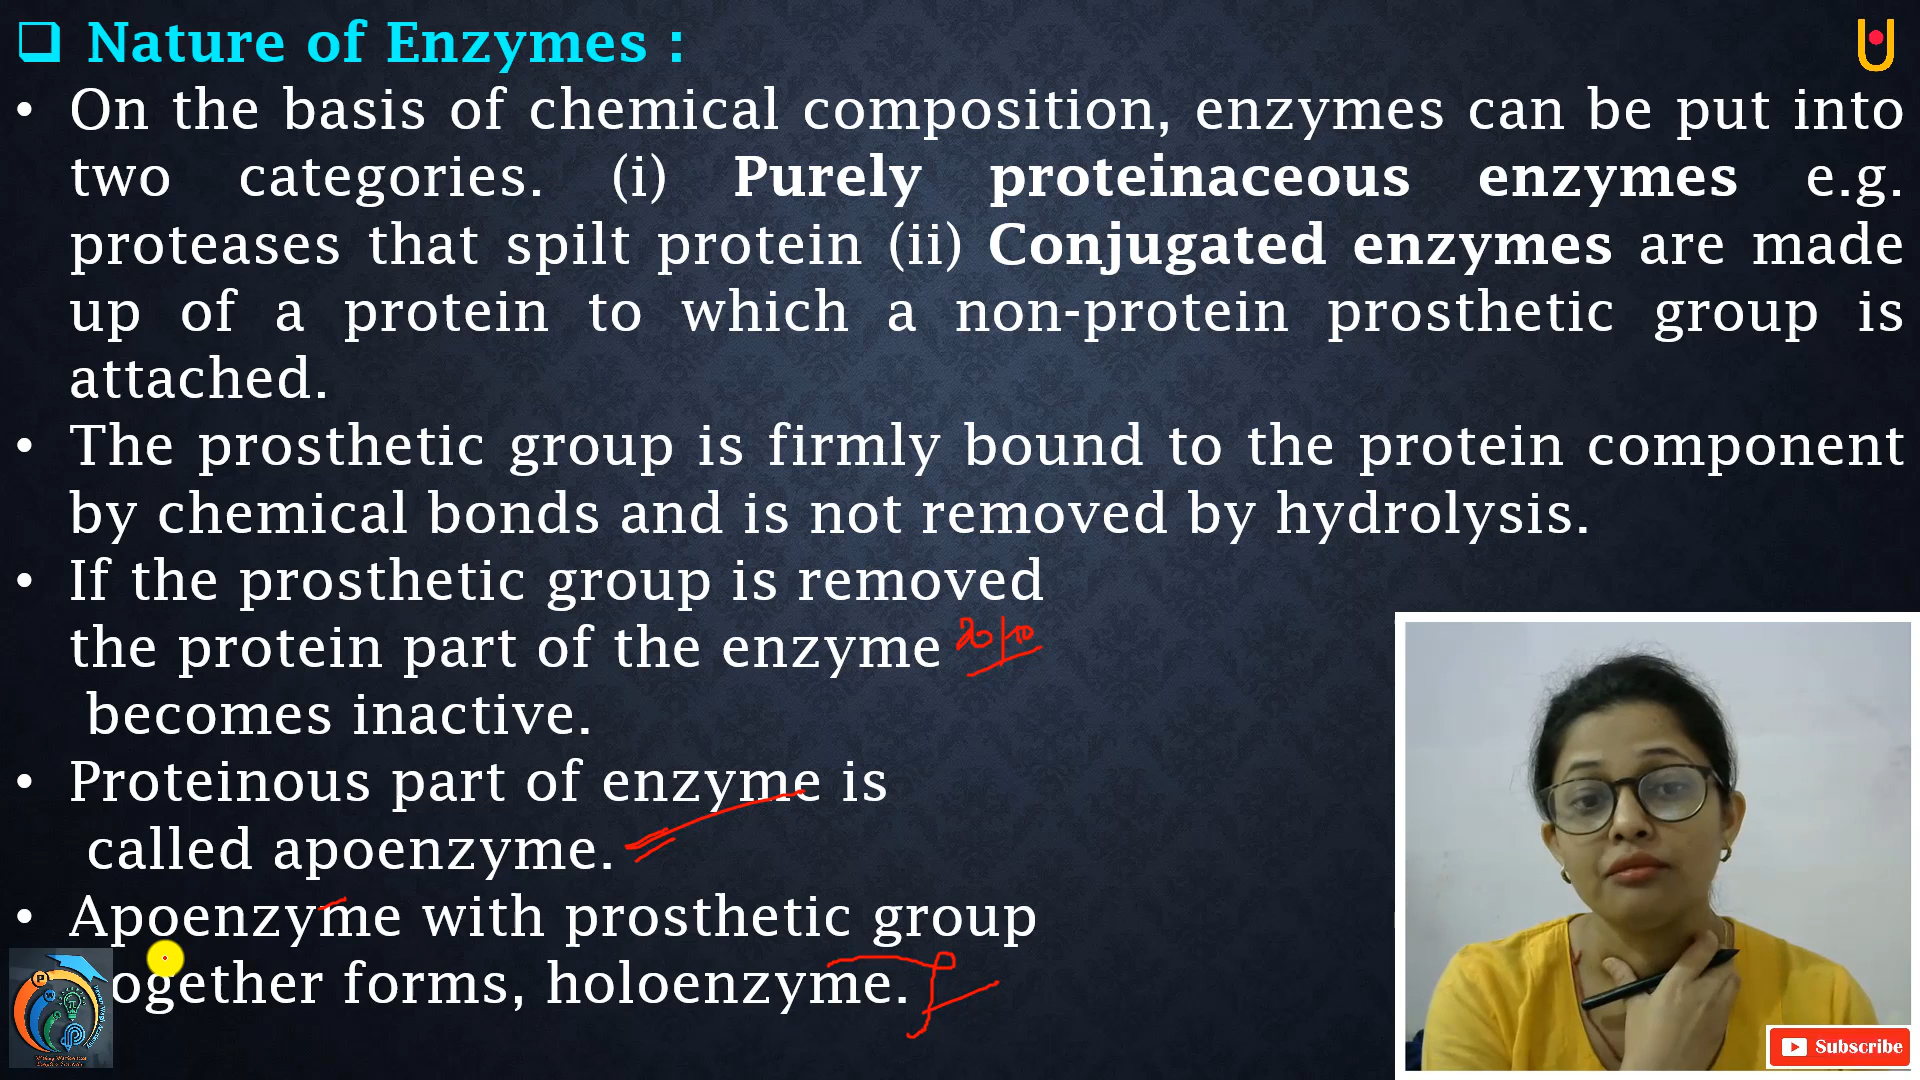 Nature of Enzymes :
• On the basis of chemical composition, enzymes can be put into
two categories. (i) Purely proteinaceous enzymes e.g.
proteases that spilt protein (ii) Conjugated enzymes are made
up of a protein to which a non-protein prosthetic group is
attached.
• The prosthetic group is firmly bound to the protein component
by chemical bonds and is not removed by hydrolysis.
• If the prosthetic group is removed
the protein part of the enzyme
becomes inactive.
• Proteinous part of enzyme is
called apoenzyme.
• Apoenzyme with prosthetic group
together forms, holoenzyme.
Subscribe